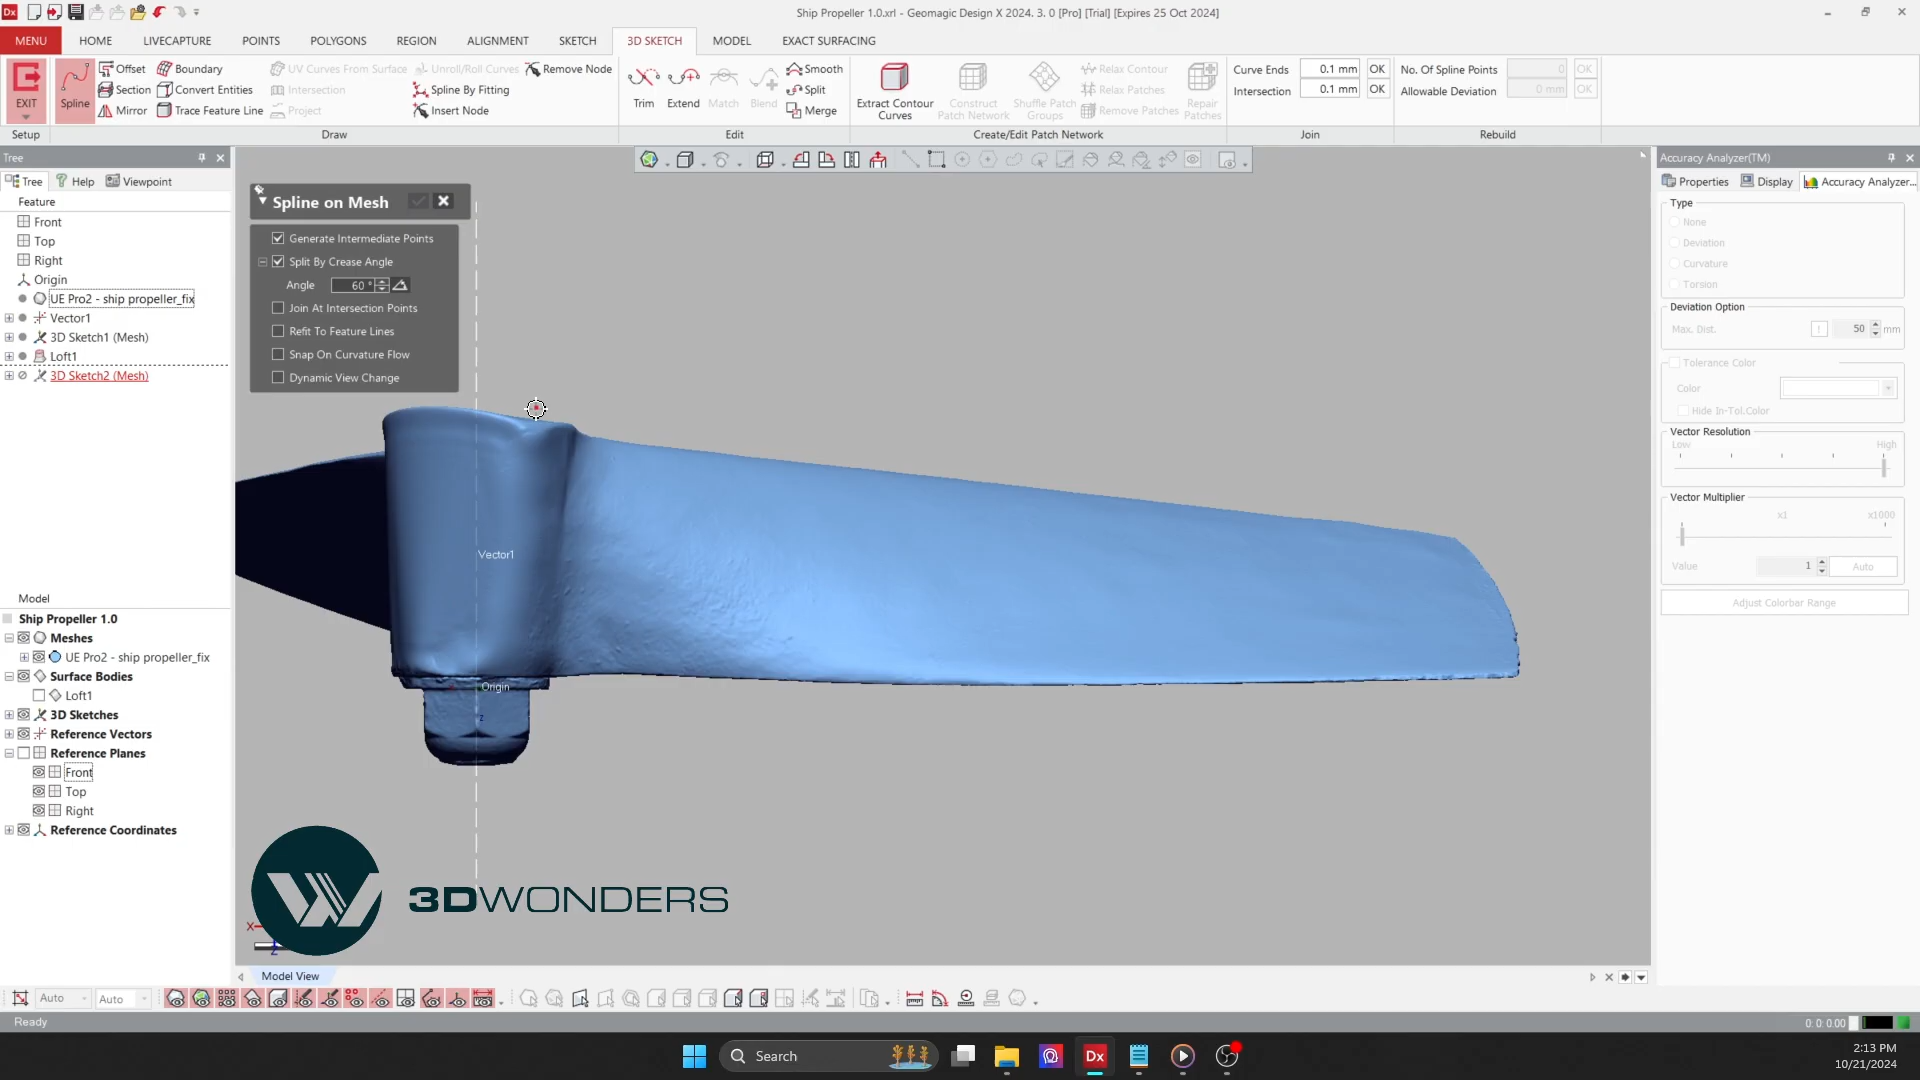 Dx
Ship Propeller 1.0.xrl - Geomagic Design X 2024. 3. 0 [Pro] [Trial] [Expires 25 Oct 2024]
MENU HOME LIVECAPTURE POINTS POLYGONS REGION ALIGNMENT SKETCH 3D SKETCH MODEL EXACT SURFACING
EXIT Spline Offset Boundary UV Curves From Surface Unroll/Roll Curves Remove Node
Section Convert Entities Intersection Spline By Fitting
Mirror Trace Feature Line Project Insert Node
Trim Extend Match Blend Smooth Split Merge
Extract Contour Curves Construct Patch Network Shuffle Patch Groups Relax Contour Relax Patches Remove Patches Repair Patches
Curve Ends 0.1 mm OK
Intersection 0.1 mm OK
No. Of Spline Points 0 OK
Allowable Deviation 0 mm OK
Setup Draw Edit Create/Edit Patch Network Join Rebuild
Tree
Tree Help Viewpoint
Feature
Front
Top
Right
Origin
UE Pro2 - ship propeller_fix
Vector1
3D Sketch1 (Mesh)
Loft1
3D Sketch2 (Mesh)
Model
Ship Propeller 1.0
Meshes
UE Pro2 - ship propeller_fix
Surface Bodies
Loft1
3D Sketches
Reference Vectors
Reference Planes
Front
Top
Right
Reference Coordinates
Spline on Mesh
Generate Intermediate Points
Split By Crease Angle
Angle 60 °
Join At Intersection Points
Refit To Feature Lines
Snap On Curvature Flow
Dynamic View Change
Vector1
Origin
Z
X
Z
3DWONDERS
Model View
Accuracy Analyzer(TM)
Properties Display Accuracy Analyzer...
Type
None
Deviation
Curvature
Torsion
Deviation Option
Max. Dist. 50 mm
Tolerance Color
Color
Hide In-Tol.Color
Vector Resolution
Low High
Vector Multiplier
x1 x1000
Value 1 Auto
Adjust Colorbar Range
Auto Auto
Ready
0: 0: 0.00
Search
Dx
2:13 PM
10/21/2024